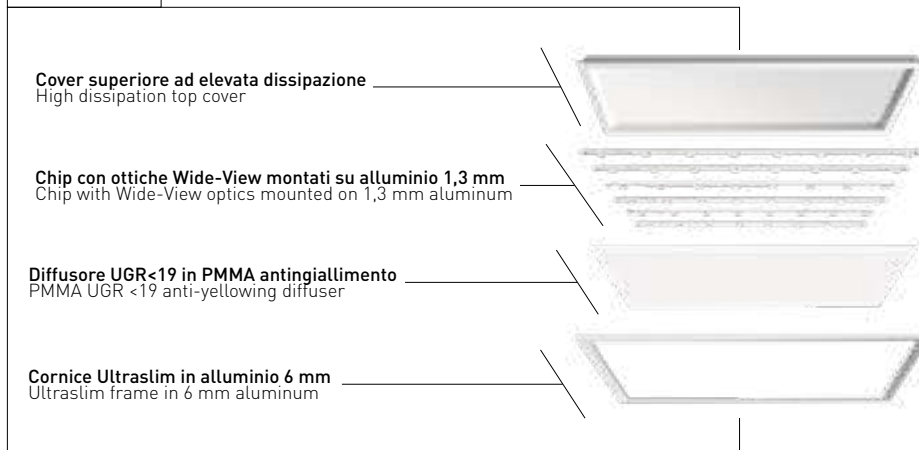 Cover superiore ad elevata dissipazione
High dissipation top cover
Chip con ottiche Wide-View montati su alluminio 1,3 mm
Chip with Wide-View optics mounted on 1,3 mm aluminum
Diffusore UGR<19 in PMMA antingiallimento
PMMA UGR <19 anti-yellowing diffuser
Cornice Ultraslim in alluminio 6 mm
Ultraslim frame in 6 mm aluminum